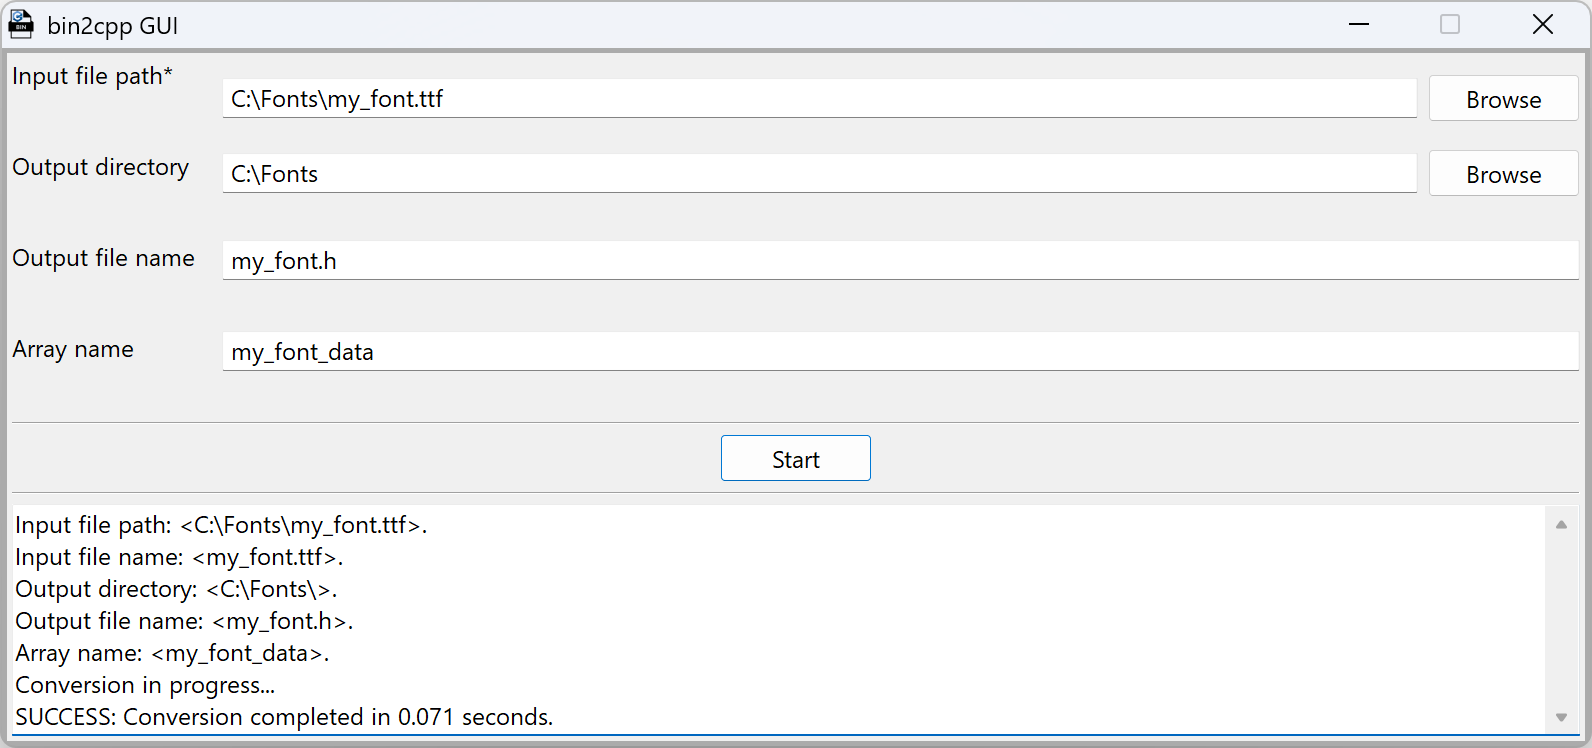 bin2cpp GUI
Input file path*
C:\Fonts\my_font.ttf
Browse
Output directory
C:\Fonts
Browse
Output file name
my_font.h
Array name
my_font_data
Start
Input file path: <C:\Fonts\my_font.ttf>.
Input file name: <my_font.ttf>.
Output directory: <C:\Fonts\>.
Output file name: <my_font.h>.
Array name: <my_font_data>.
Conversion in progress...
SUCCESS: Conversion completed in 0.071 seconds.